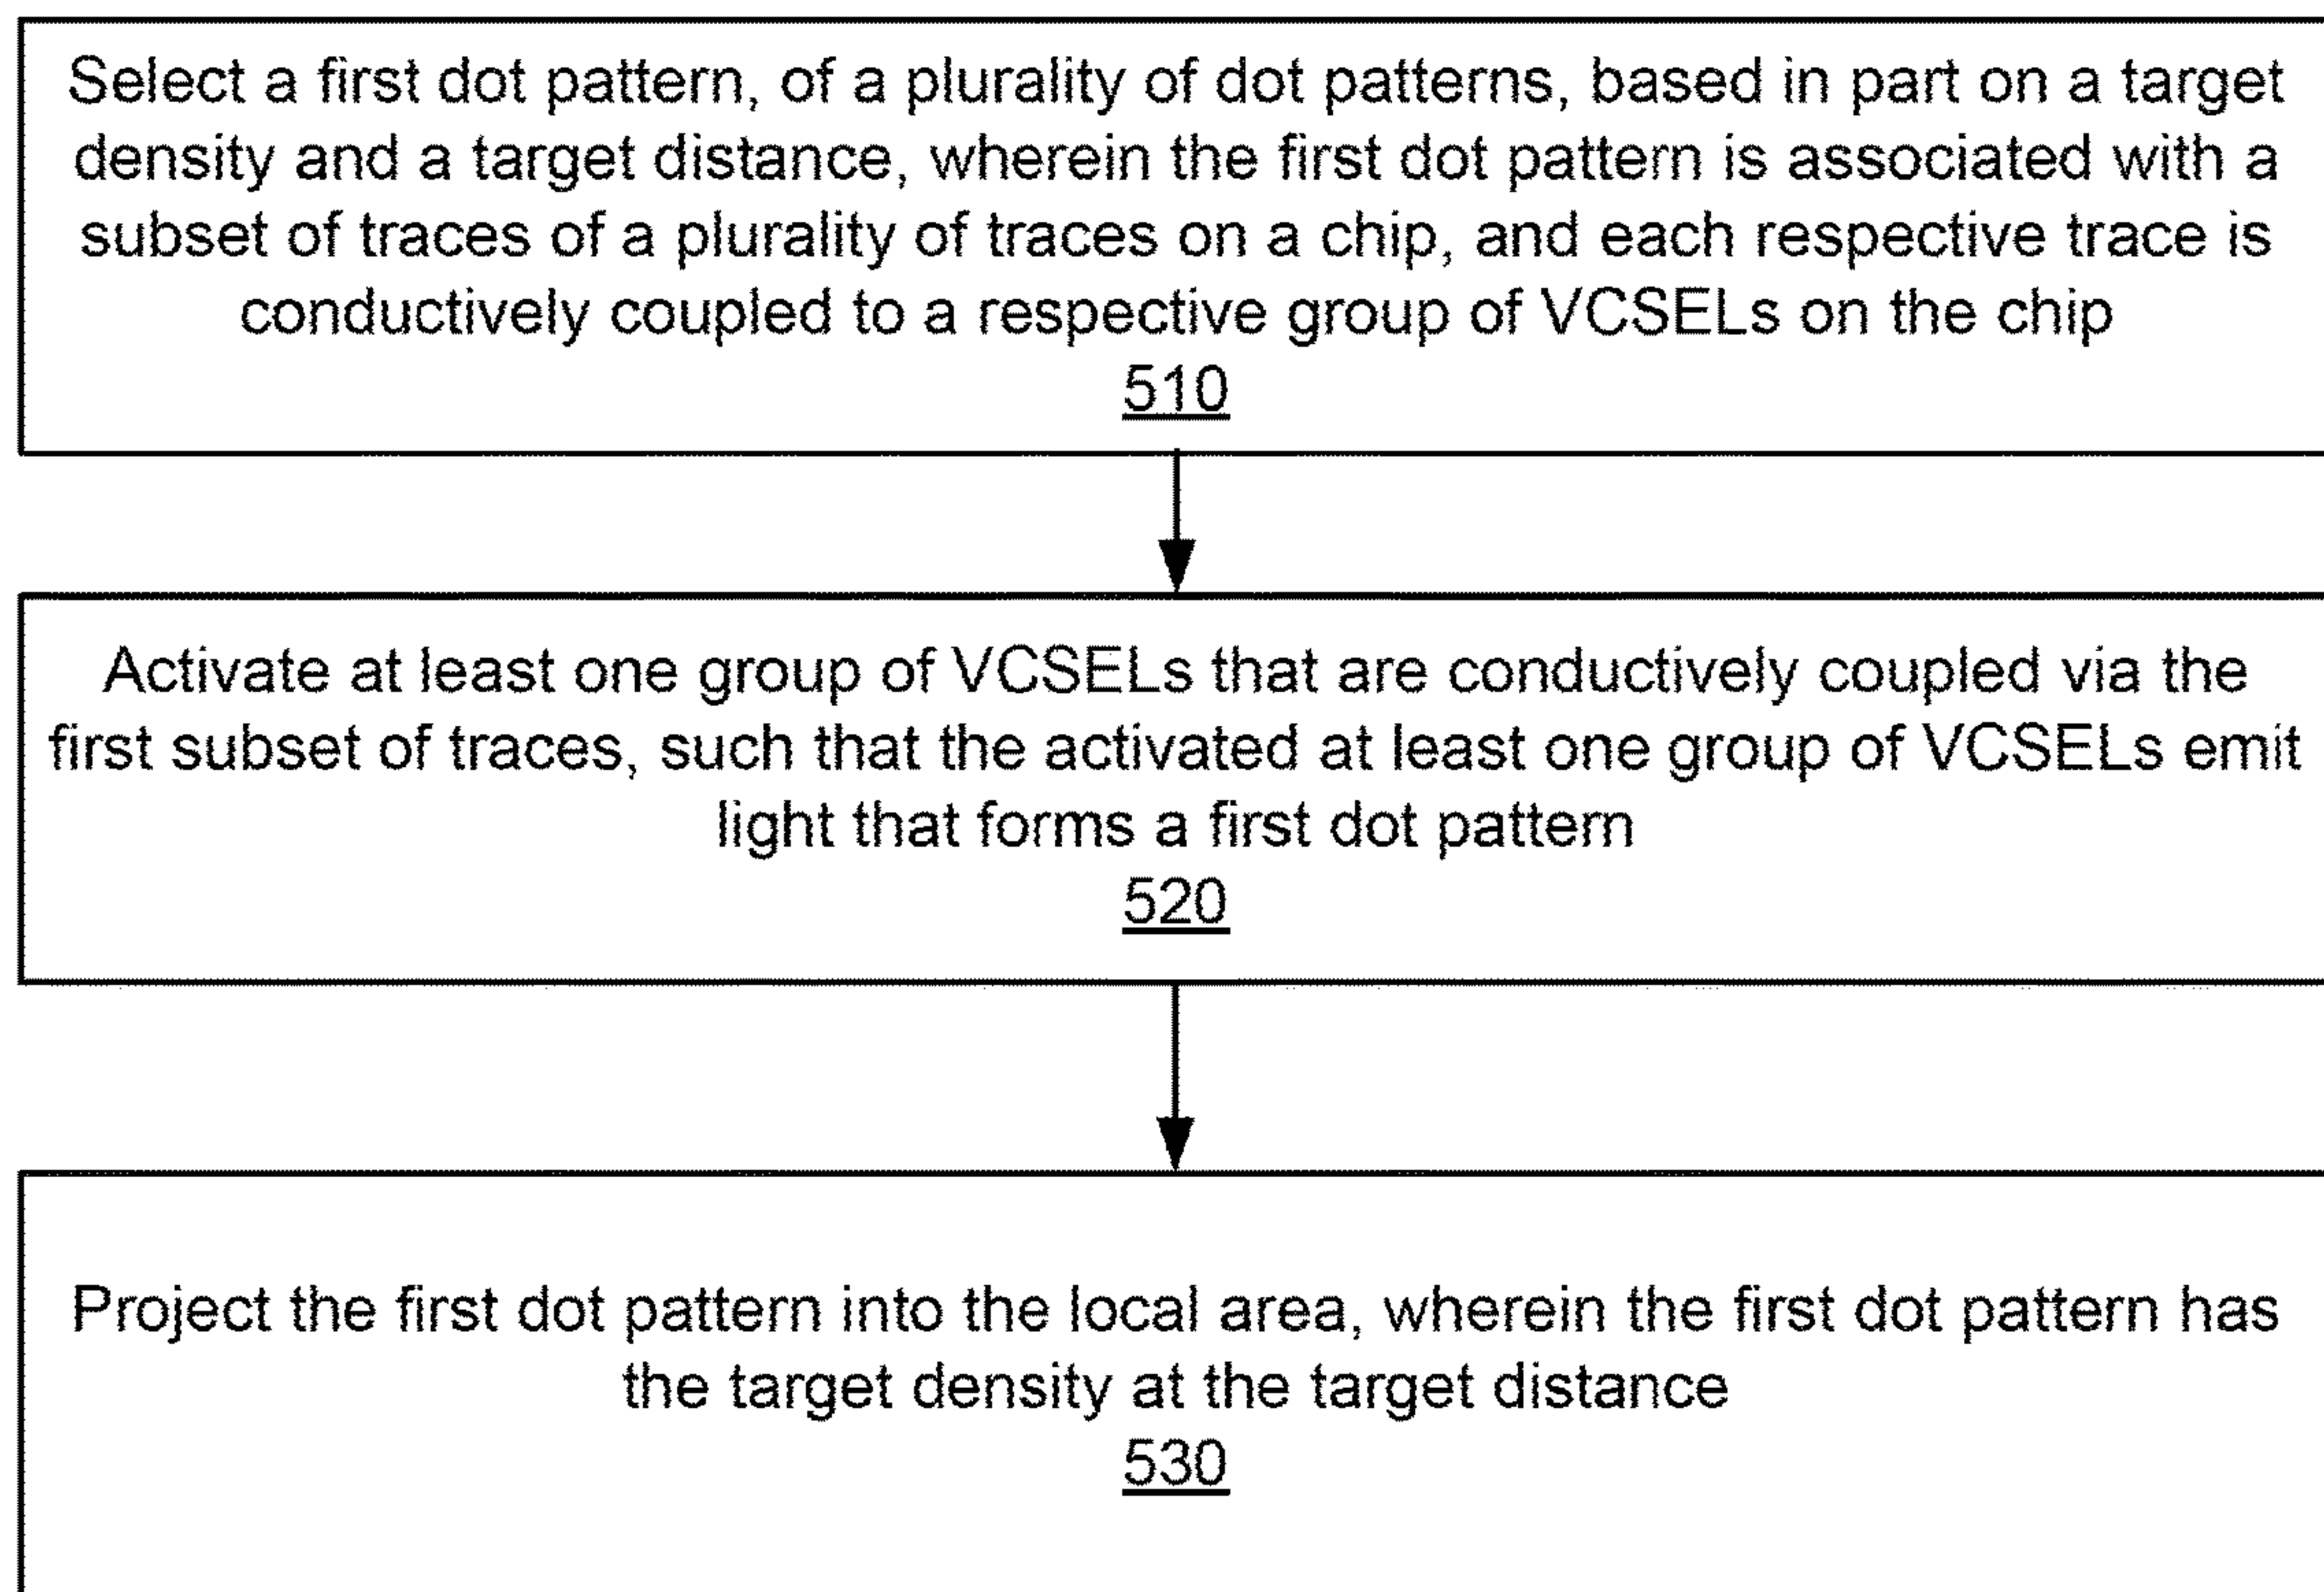 Select a first dot pattern, of a plurality of dot patterns, based in part on a target
density and a target distance, wherein the first dot pattern is associated with a
subset of traces of a plurality of traces on a chip, and each respective trace is
conductively coupled to a respective group of VCSELs on the chip
510
Activate at least one group of VCSELs that are conductively coupled via the
first subset of traces, such that the activated at least one group of VCSELs emit
light that forms a first dot pattern
520
Project the first dot pattern into the local area, wherein the first dot pattern has
the target density at the target distance
530